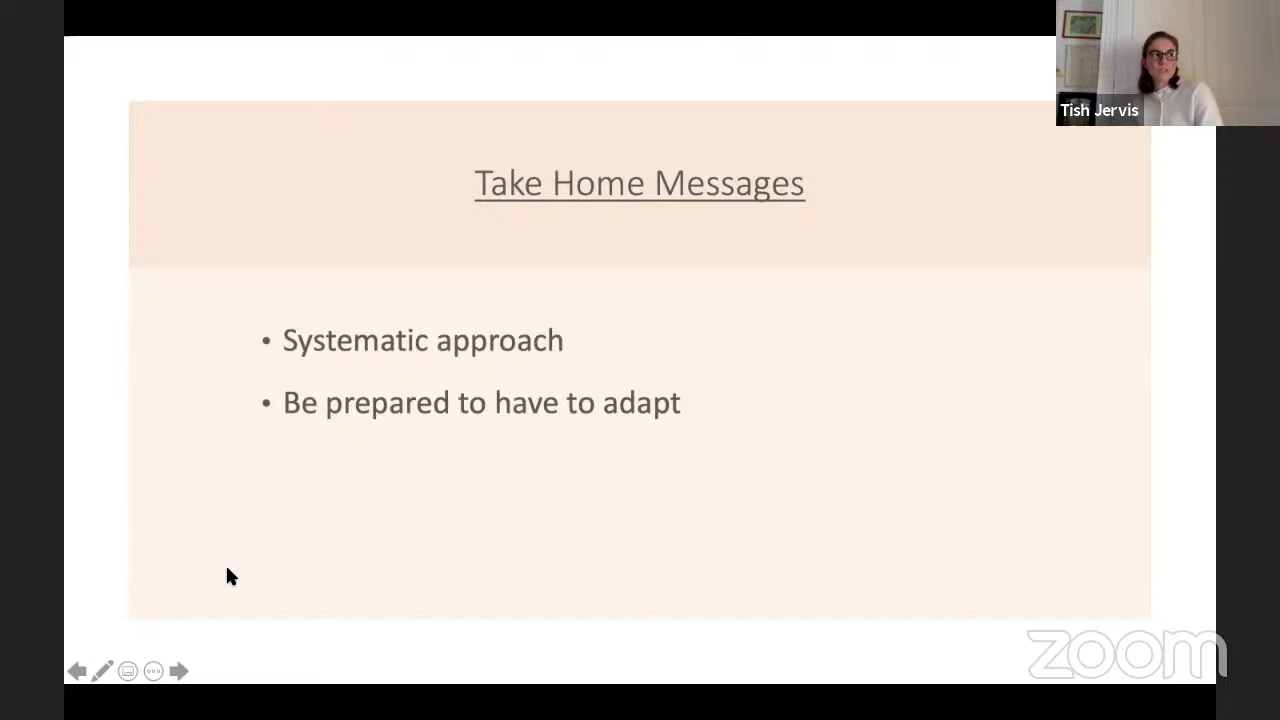 Tish Jervis
Take Home Messages
• Systematic approach
• Be prepared to have to adapt
zoom